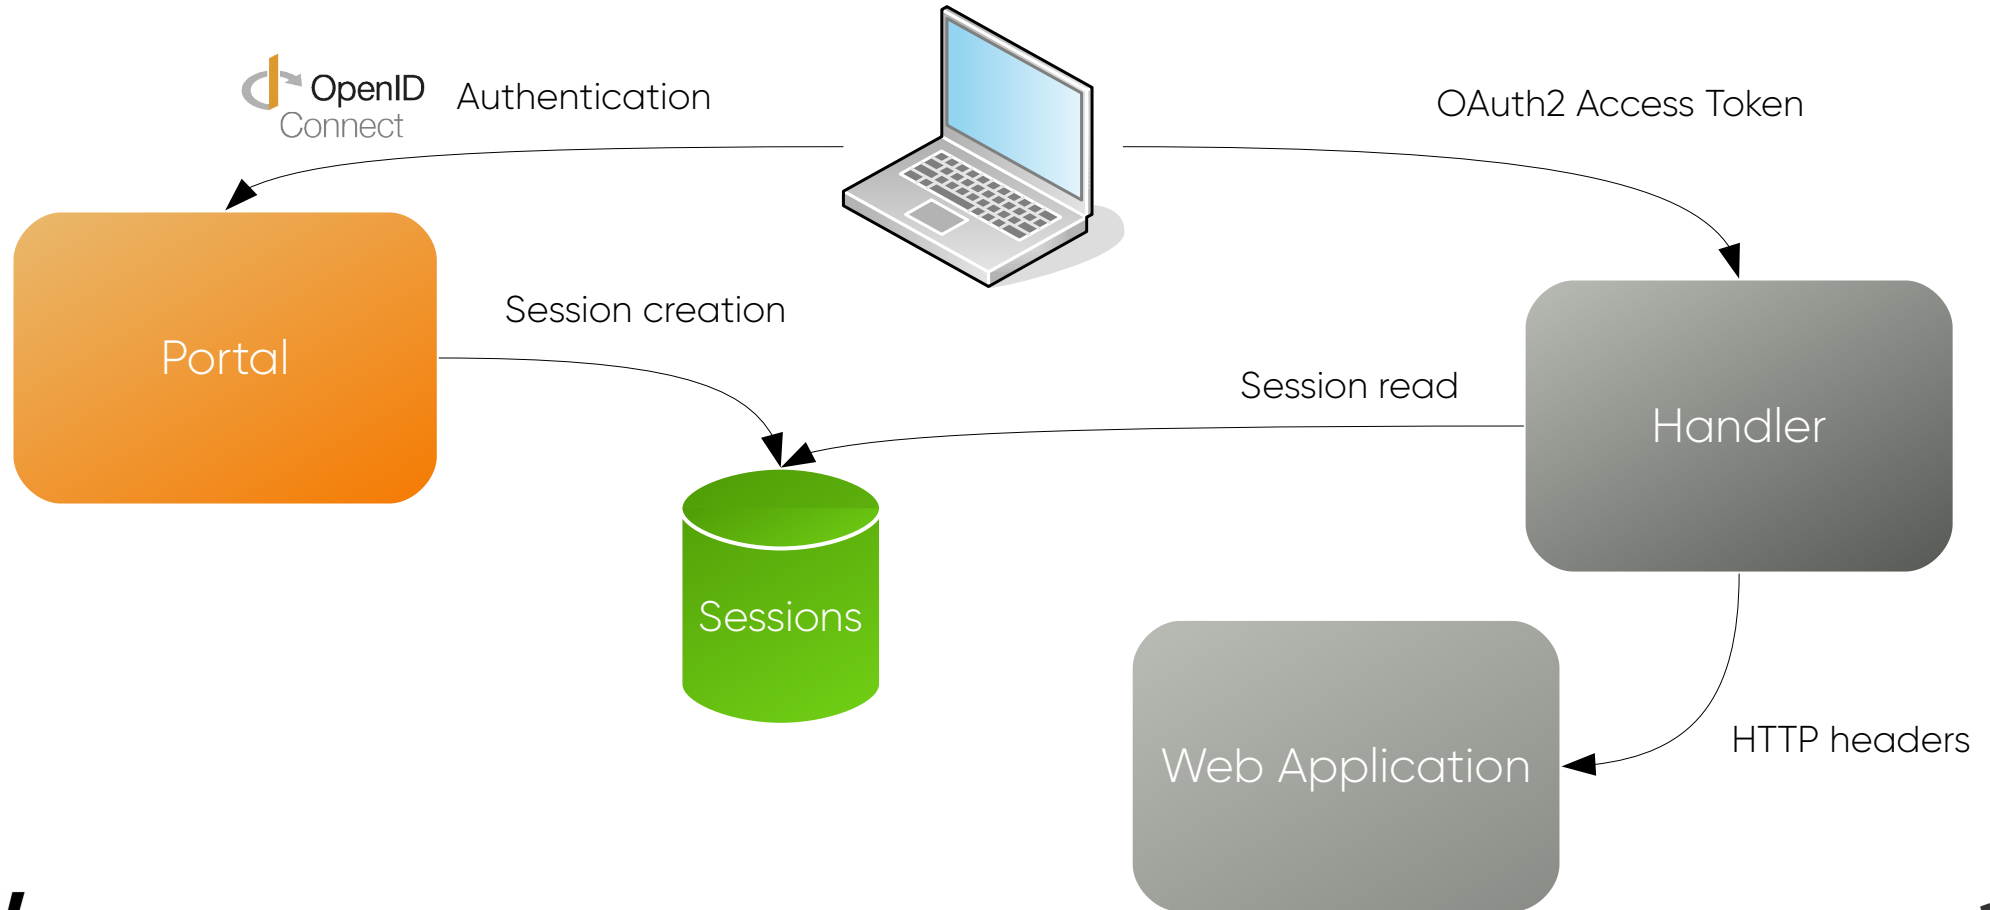 OpenID
Connect
Authentication
OAuth2 Access Token
Session creation
Portal
Session read
Handler
Sessions
Web Application
HTTP headers